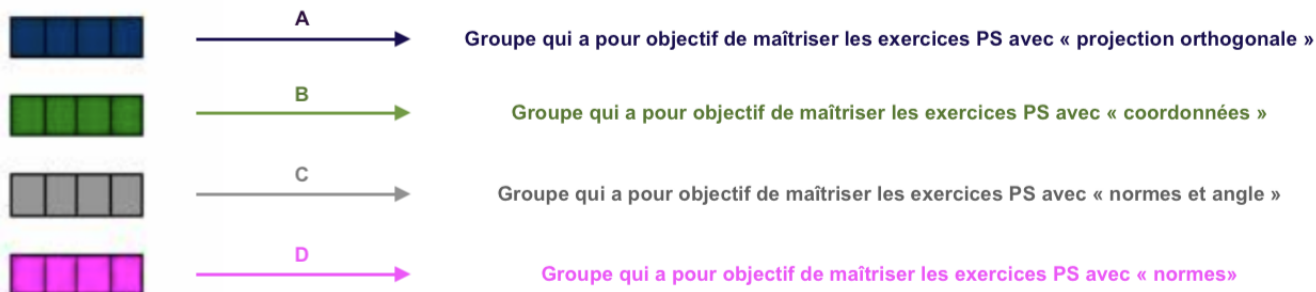 A
Groupe qui a pour objectif de maîtriser les exercices PS avec « projection orthogonale »
B
Groupe qui a pour objectif de maîtriser les exercices PS avec « coordonnées »
C
Groupe qui a pour objectif de maîtriser les exercices PS avec « normes et angle »
D
Groupe qui a pour objectif de maîtriser les exercices PS avec « normes»